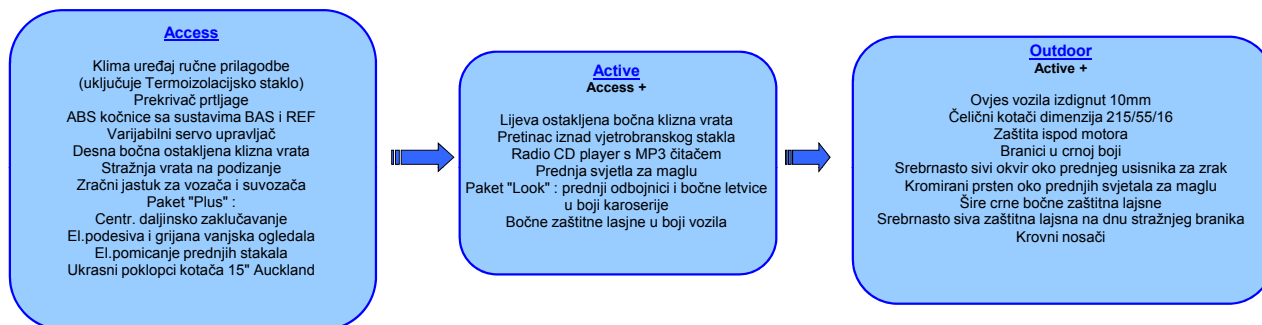 Access
Klima uređaj ručne prilagodbe
(uključuje Termoizolacijsko staklo)
Prekrivač prtljage
ABS kočnice sa sustavima BAS i REF
Varijabilni servo upravljač
Desna bočna ostakljena klizna vrata
Stražnja vrata na podizanje
Zračni jastuk za vozača i suvozača
Paket "Plus" :
Centr. daljinsko zaključavanje
El.podesiva i grijana vanjska ogledala
El.pomicanje prednjih stakala
Ukrasni poklopci kotača 15" Auckland
Active
Access +
Lijeva ostakljena bočna klizna vrata
Pretinac iznad vjetrobranskog stakla
Radio CD player s MP3 čitačem
Prednja svjetla za maglu
Paket "Look" : prednji odbojnici i bočne letvice
u boji karoserije
Bočne zaštitne lasjne u boji vozila
Outdoor
Active +
Ovjes vozila izdignut 10mm
Čelični kotači dimenzija 215/55/16
Zaštita ispod motora
Branici u crnoj boji
Srebrnasto sivi okvir oko prednjeg usisnika za zrak
Kromirani prsten oko prednjih svjetala za maglu
Šire crne bočne zaštitna lajsne
Srebrnasto siva zaštitna lajsna na dnu stražnjeg branika
Krovni nosači